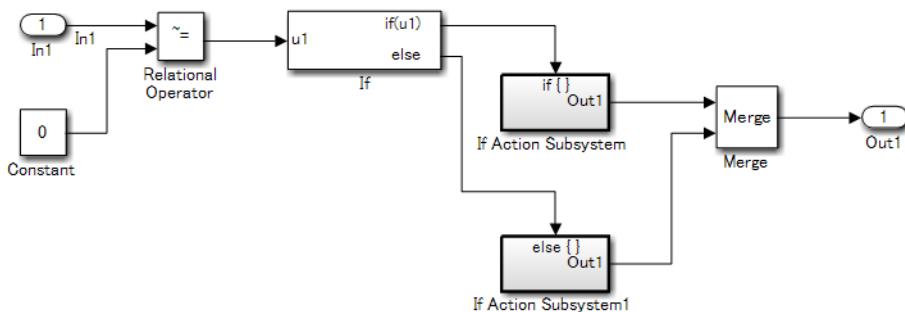 1
In1
In1
~=
Relational
Operator
0
Constant
u1
if(u1)
else
If
if { }
Out1
If Action Subsystem
else { }
Out1
If Action Subsystem1
Merge
Merge
1
Out1